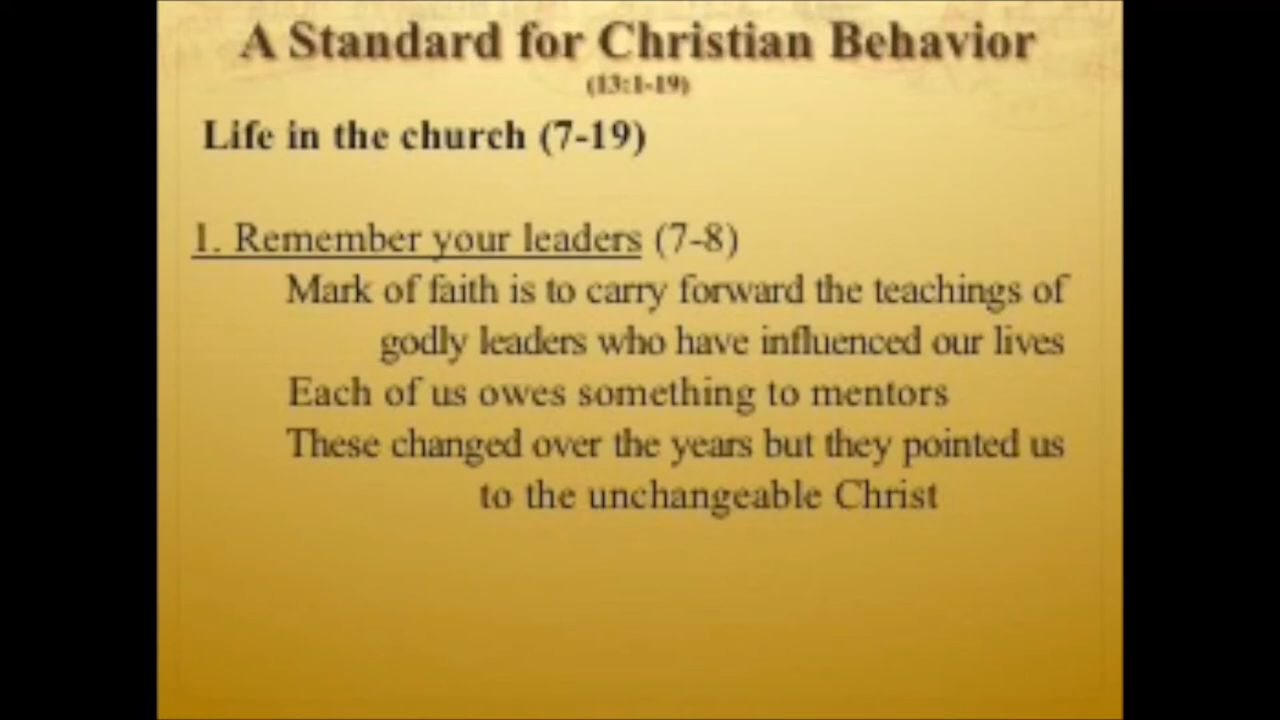 A Standard for Christian Behavior
(13:1-19)
Life in the church (7-19)
1. Remember your leaders (7-8)
Mark of faith is to carry forward the teachings of
godly leaders who have influenced our lives
Each of us owes something to mentors
These changed over the years but they pointed us
to the unchangeable Christ